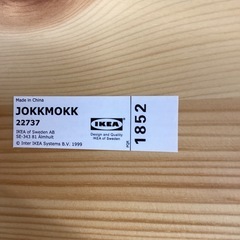 Made in China
JOKKMOKK
22737
IKEA of Sweden AB
SE-343 81 Älmhult
© Inter IKEA Systems B.V. 1999
IKEA
Design and Quality
IKEA of Sweden
1852